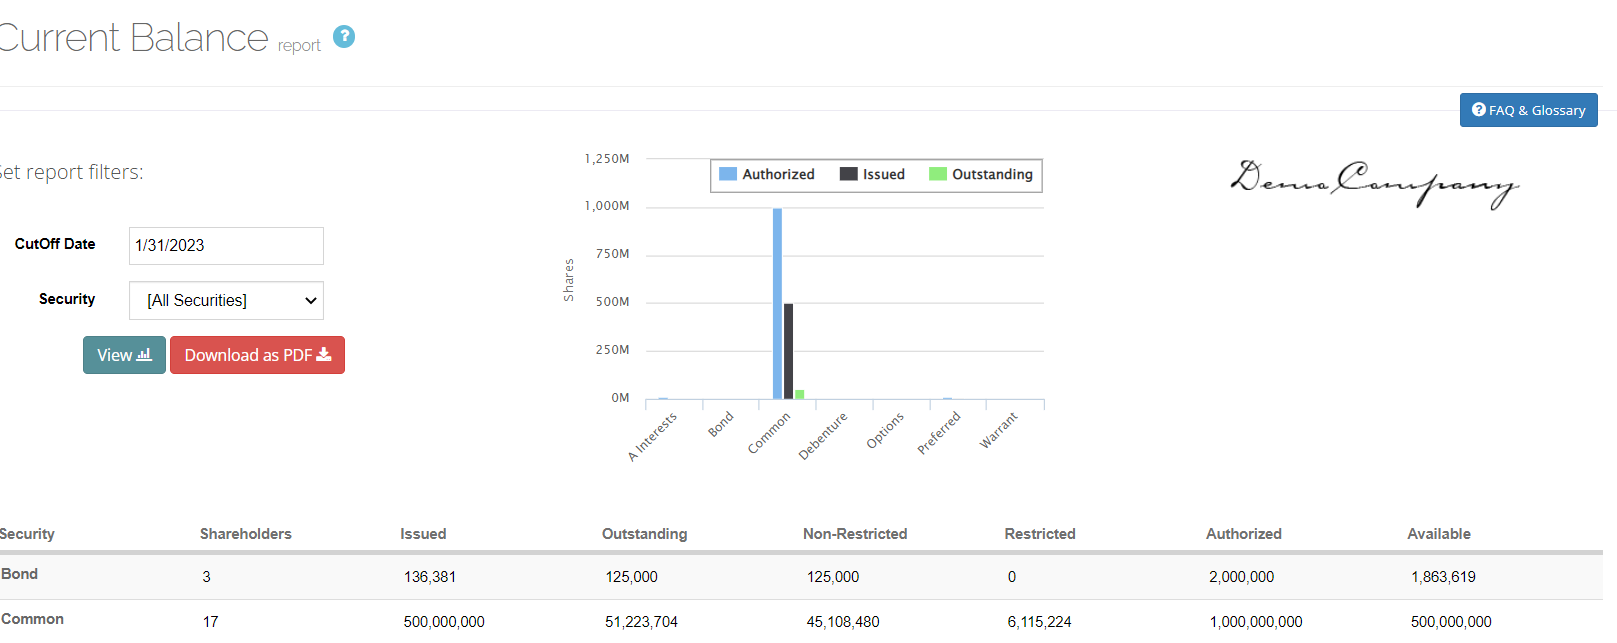 Current Balance report ?
? FAQ & Glossary
Set report filters:
CutOff Date 1/31/2023
Security [All Securities]
View Download as PDF
Authorized Issued Outstanding
1,250M
1,000M
750M
500M
250M
0M
Shares
A Interests Bond Common Debenture Options Preferred Warrant
Demo Company
Security Shareholders Issued Outstanding Non-Restricted Restricted Authorized Available
Bond 3 136,381 125,000 125,000 0 2,000,000 1,863,619
Common 17 500,000,000 51,223,704 45,108,480 6,115,224 1,000,000,000 500,000,000